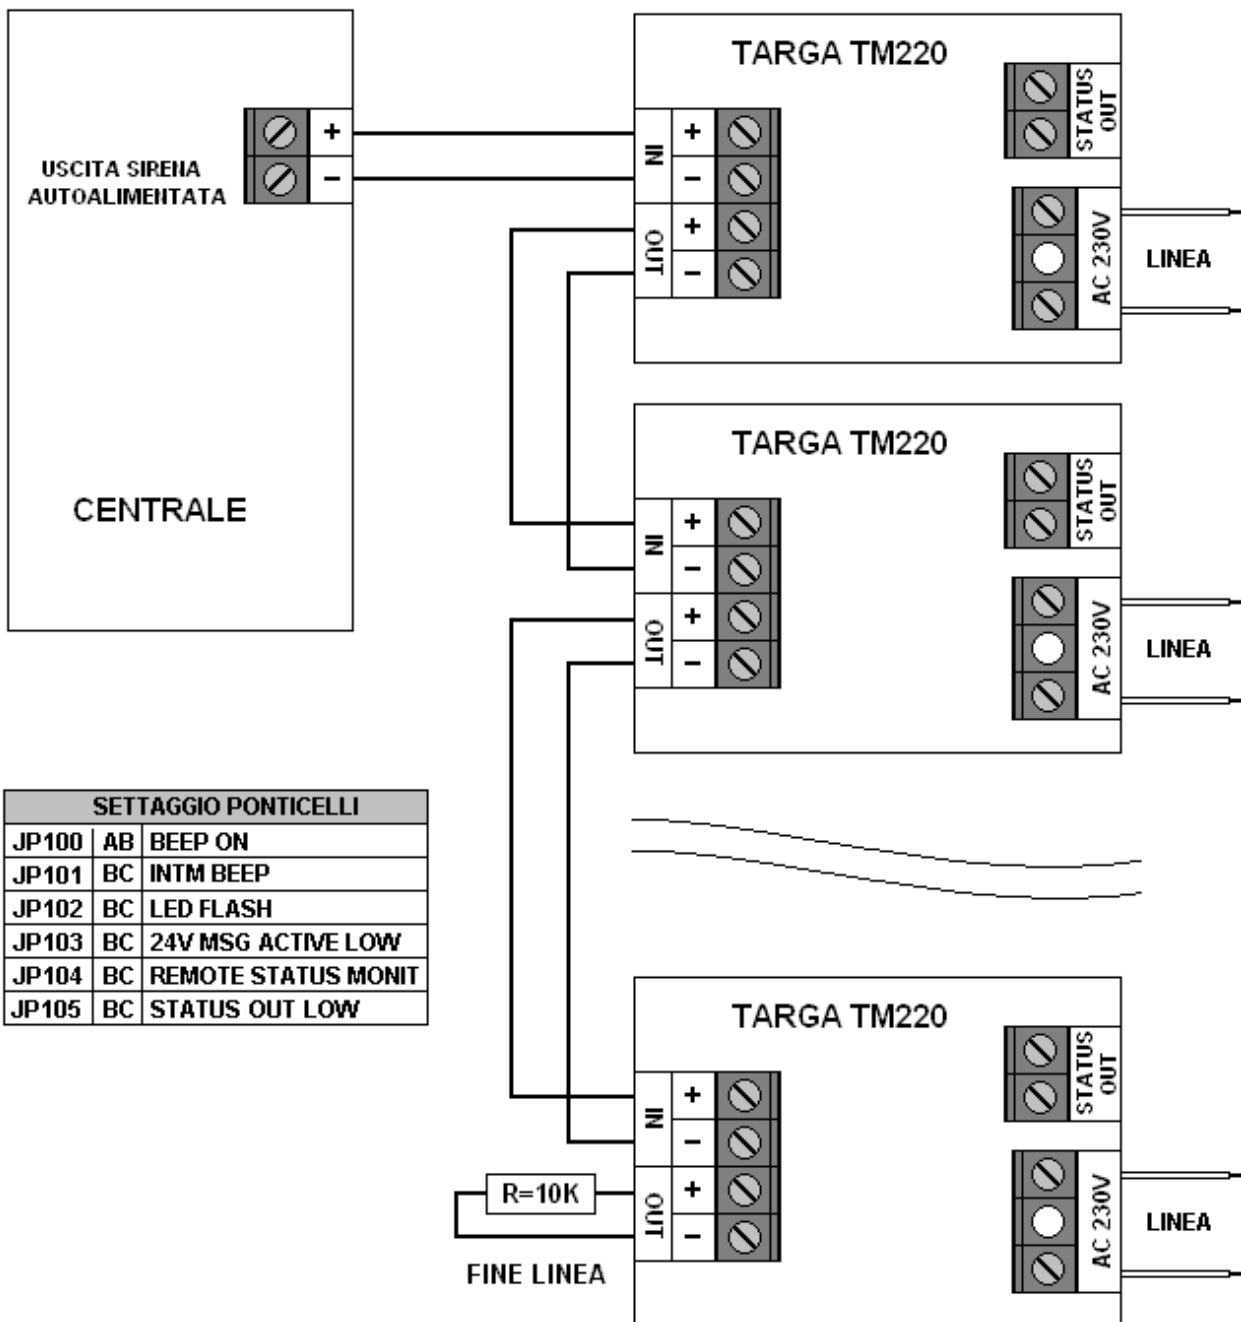 TARGA TM220
STATUS
OUT
+
−
IN
+
−
OUT
+
−
USCITA SIRENA
AUTOALIMENTATA
AC 230V
LINEA
CENTRALE
TARGA TM220
STATUS
OUT
IN
+
−
OUT
+
−
AC 230V
LINEA
SETTAGGIO PONTICELLI
JP100 AB BEEP ON
JP101 BC INTM BEEP
JP102 BC LED FLASH
JP103 BC 24V MSG ACTIVE LOW
JP104 BC REMOTE STATUS MONIT
JP105 BC STATUS OUT LOW
TARGA TM220
STATUS
OUT
IN
+
−
OUT
+
−
R=10K
FINE LINEA
AC 230V
LINEA